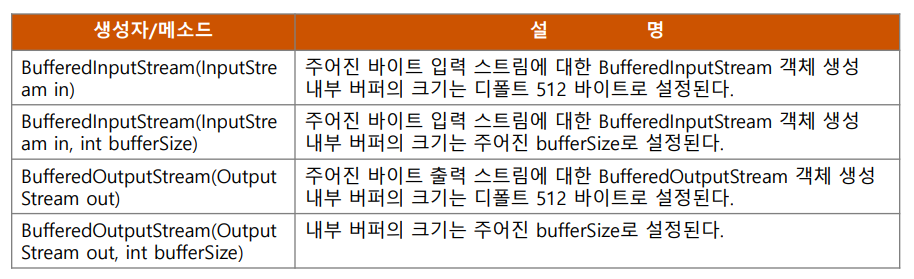 생성자/메소드 설 명
BufferedInputStream(InputStre
am in)
주어진 바이트 입력 스트림에 대한 BufferedInputStream 객체 생성
내부 버퍼의 크기는 디폴트 512 바이트로 설정된다.
BufferedInputStream(InputStre
am in, int bufferSize)
주어진 바이트 입력 스트림에 대한 BufferedInputStream 객체 생성
내부 버퍼의 크기는 주어진 bufferSize로 설정된다.
BufferedOutputStream(Output
Stream out)
주어진 바이트 출력 스트림에 대한 BufferedOutputStream 객체 생성
내부 버퍼의 크기는 디폴트 512 바이트로 설정된다.
BufferedOutputStream(Output
Stream out, int bufferSize)
내부 버퍼의 크기는 주어진 bufferSize로 설정된다.